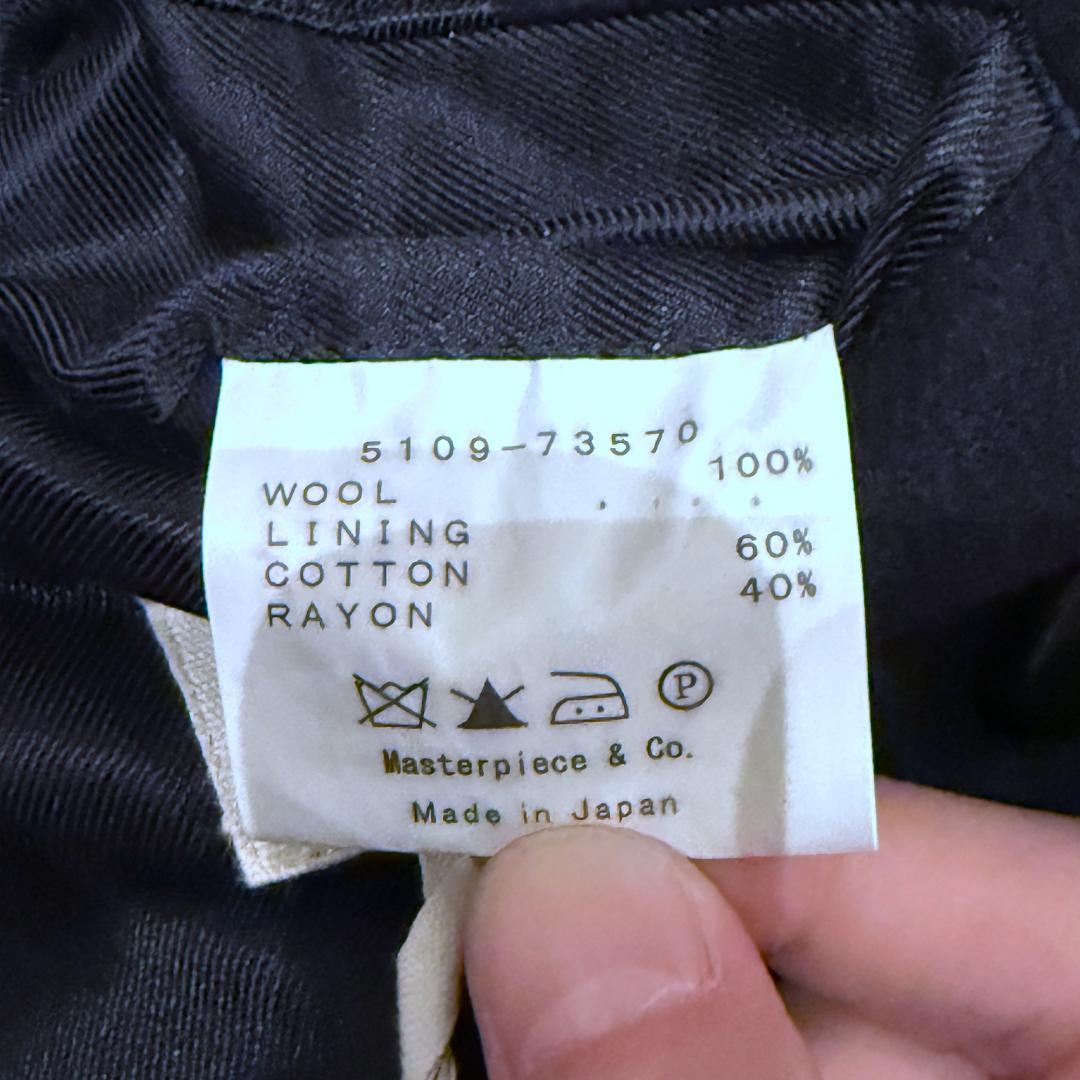 5109-73570
WOOL 100%
LINING
COTTON 60%
RAYON 40%
P
Masterpiece & Co.
Made in Japan